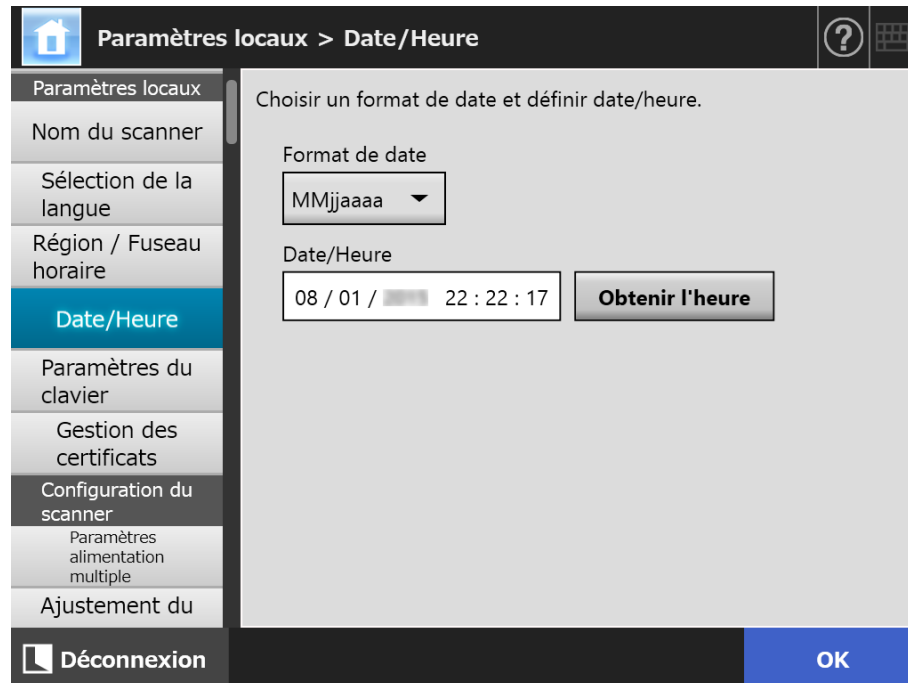 Paramètres locaux > Date/Heure
?
Paramètres locaux
Nom du scanner
Sélection de la
langue
Région / Fuseau
horaire
Date/Heure
Paramètres du
clavier
Gestion des
certificats
Configuration du
scanner
Paramètres
alimentation
multiple
Ajustement du
Déconnexion
Choisir un format de date et définir date/heure.
Format de date
MMjjaaaa
Date/Heure
08 / 01 / 22 : 22 : 17
Obtenir l'heure
OK